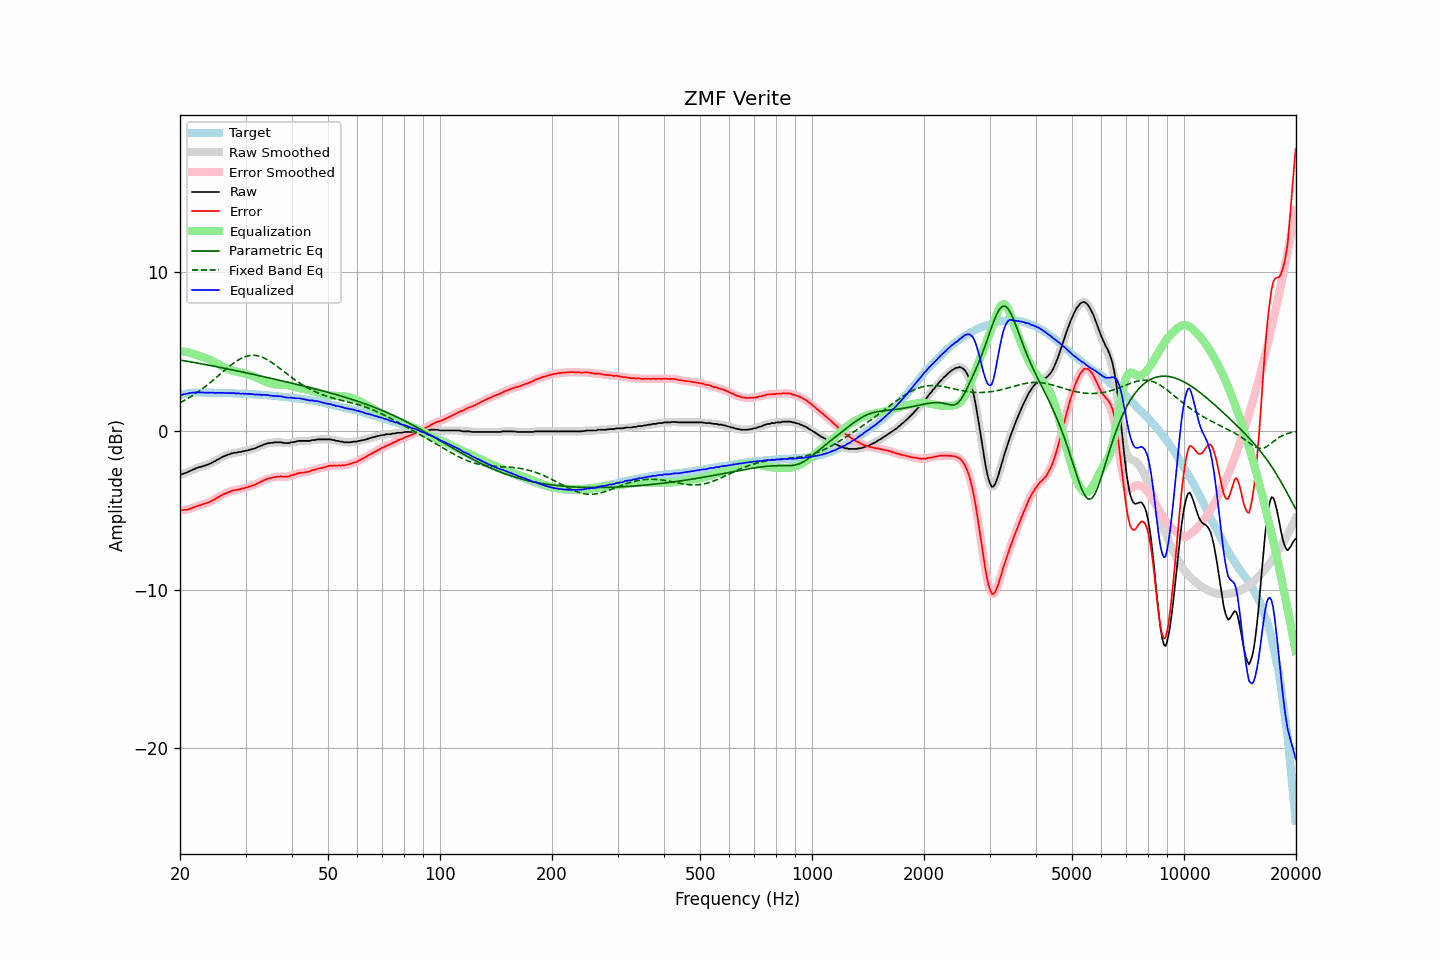 ZMF Verite
Target
Raw Smoothed
Error Smoothed
Raw
Error
Equalization
Parametric Eq
Fixed Band Eq
Equalized
10
0
−10
−20
Amplitude (dBr)
20 50 100 200 500 1000 2000 5000 10000 20000
Frequency (Hz)